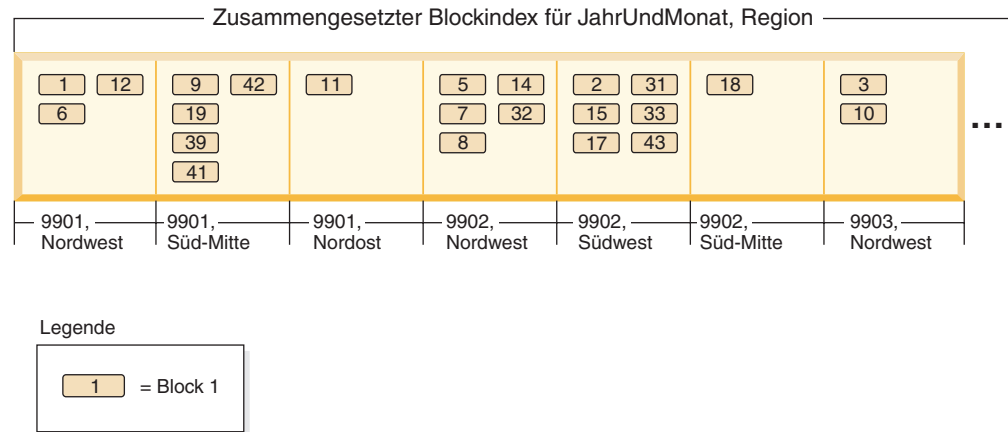 Zusammengesetzter Blockindex für JahrUndMonat, Region
1 12 9 42 11 5 14 2 31 18 3
6 19 7 32 15 33 10
39 8 17 43
41
...
9901, 9901, 9901, 9902, 9902, 9902, 9903,
Nordwest Süd-Mitte Nordost Nordwest Südwest Süd-Mitte Nordwest
Legende
1 = Block 1